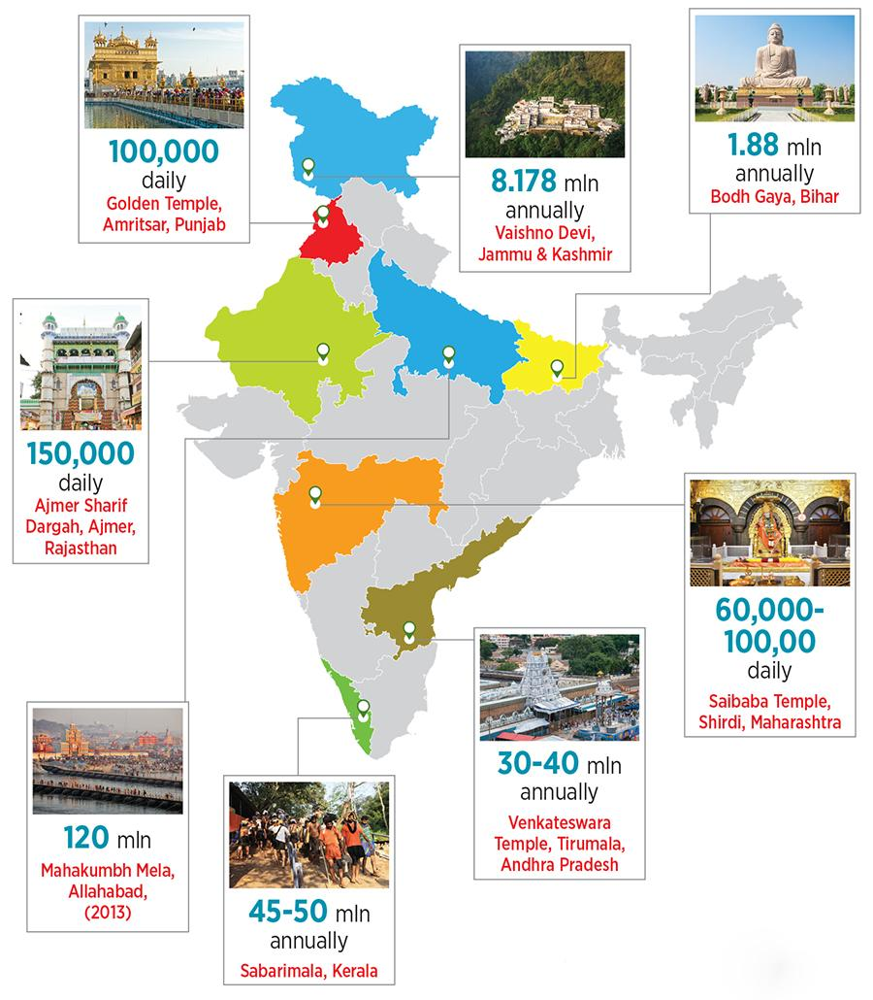 100,000
daily
Golden Temple,
Amritsar, Punjab
8.178 mln
annually
Vaishno Devi,
Jammu & Kashmir
1.88 mln
annually
Bodh Gaya, Bihar
150,000
daily
Ajmer Sharif
Dargah, Ajmer,
Rajasthan
60,000-
100,00
daily
Saibaba Temple,
Shirdi, Maharashtra
30-40 mln
annually
Venkateswara
Temple, Tirumala,
Andhra Pradesh
120 mln
Mahakumbh Mela,
Allahabad,
(2013)
45-50 mln
annually
Sabarimala, Kerala